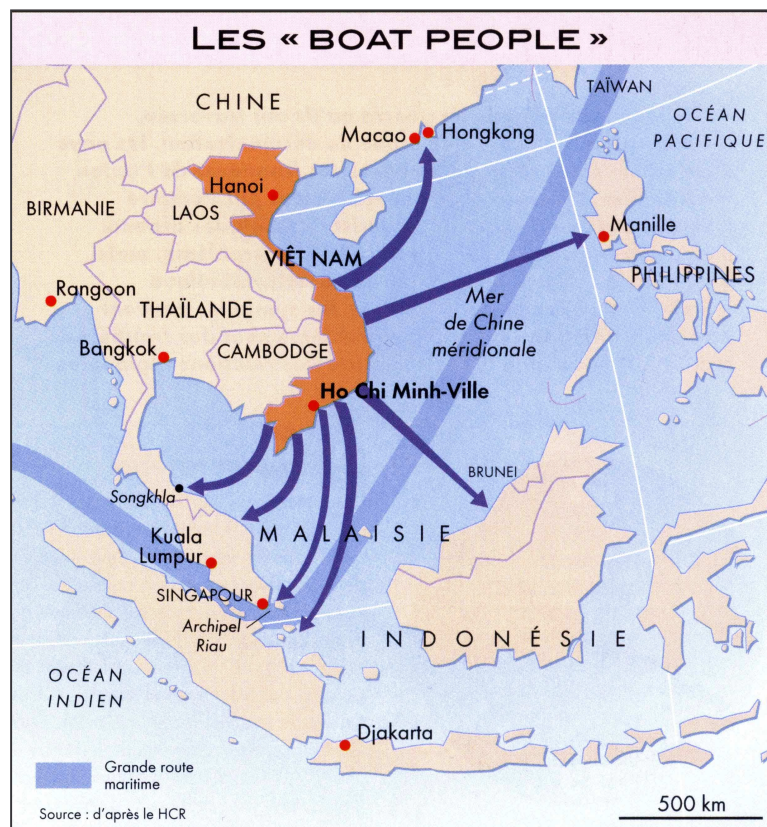 LES « BOAT PEOPLE »
CHINE
TAÏWAN
OCÉAN
PACIFIQUE
Macao
Hongkong
Hanoi
BIRMANIE
LAOS
Manille
VIÊT NAM
PHILIPPINES
Rangoon
THAÏLANDE
Mer
de Chine
méridionale
Bangkok
CAMBODGE
Ho Chi Minh-Ville
BRUNEI
Songkhla
MALAISIE
Kuala
Lumpur
SINGAPOUR
Archipel
Riau
INDONÉSIE
OCÉAN
INDIEN
Djakarta
Grande route
maritime
500 km
Source : d'après le HCR